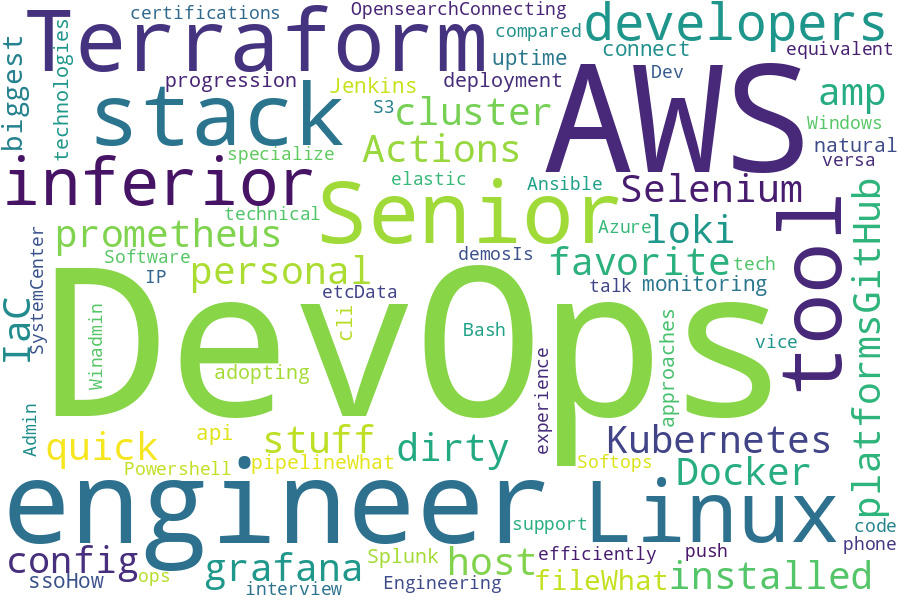 certifications
OpensearchConnecting
Terraform
compared
developers
biggest
technologies
uptime
connect
equivalent
progression
Jenkins
deployment
Dev
stack
S3
cluster
AWS
amp
Windows
Actions
natural
specialize
versa
inferior
elastic
Ansible
Selenium
Senior
technical
Azure
loki
tool
platformsGitHub
prometheus
Software
demosIs
favorite
tech
IP
personal
talk
monitoring
SystemCenter
IaC
etcData
cli
Winadmin
DevOps
Bash
approaches
vice
adopting
experience
Admin
quick
api
stuff
dirty
Kubernetes
Powershell
pipelineWhat
Softops
Docker
engineer
Linux
support
code
phone
config
Splunk
host
efficiently
push
ssoHow
ops
grafana
interview
Engineering
fileWhat
installed